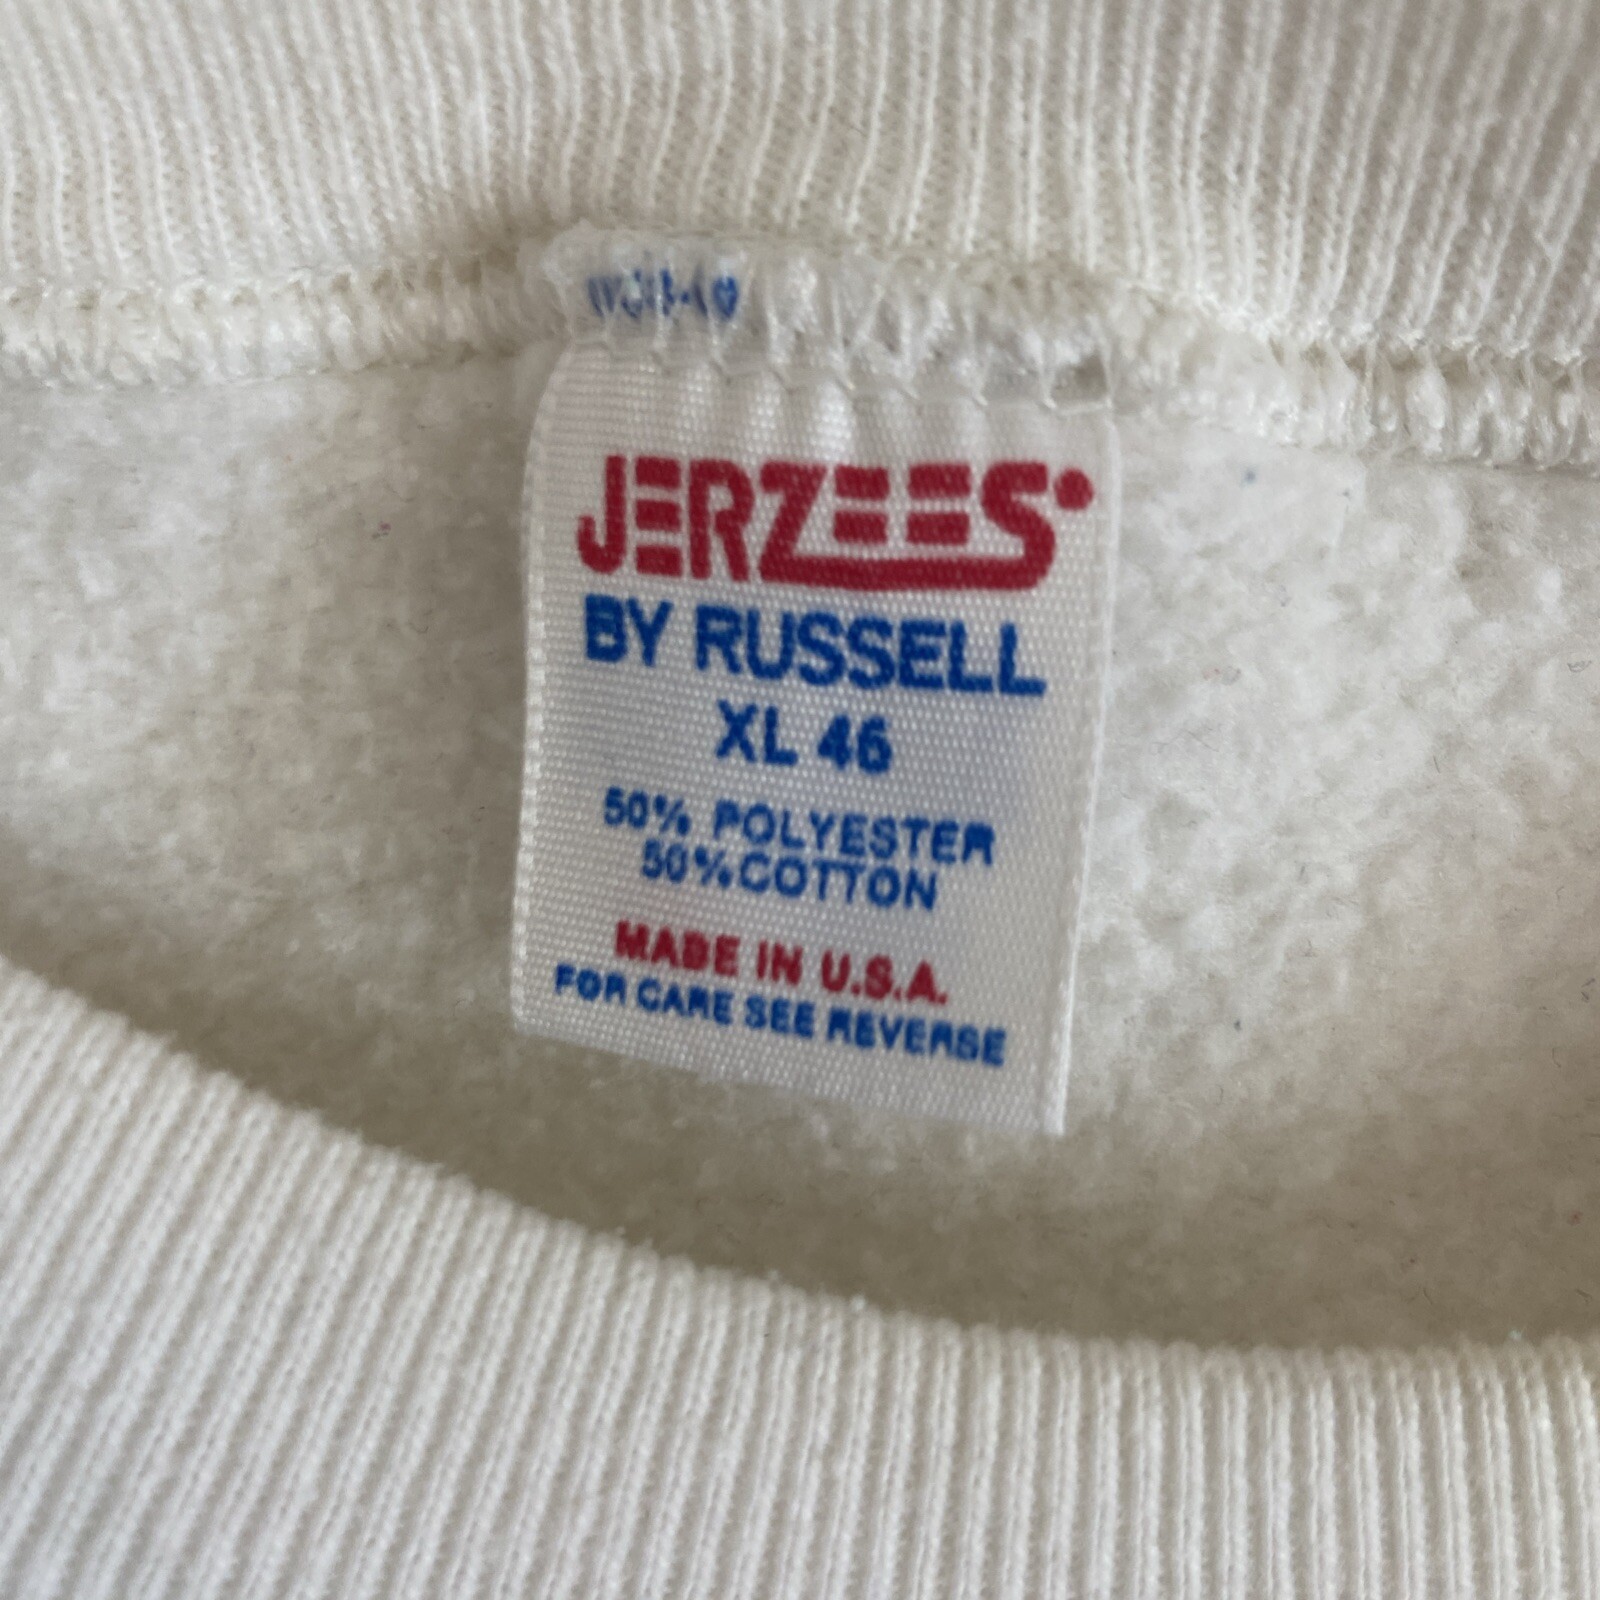 JERZEES
BY RUSSELL
XL 46
50% POLYESTER
50% COTTON
MADE IN U.S.A.
FOR CARE SEE REVERSE